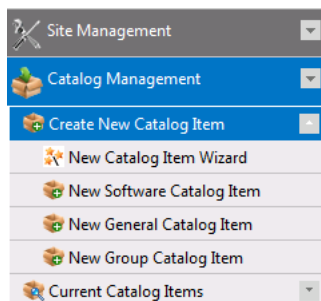 Site Management
Catalog Management
Create New Catalog Item
New Catalog Item Wizard
New Software Catalog Item
New General Catalog Item
New Group Catalog Item
Current Catalog Items